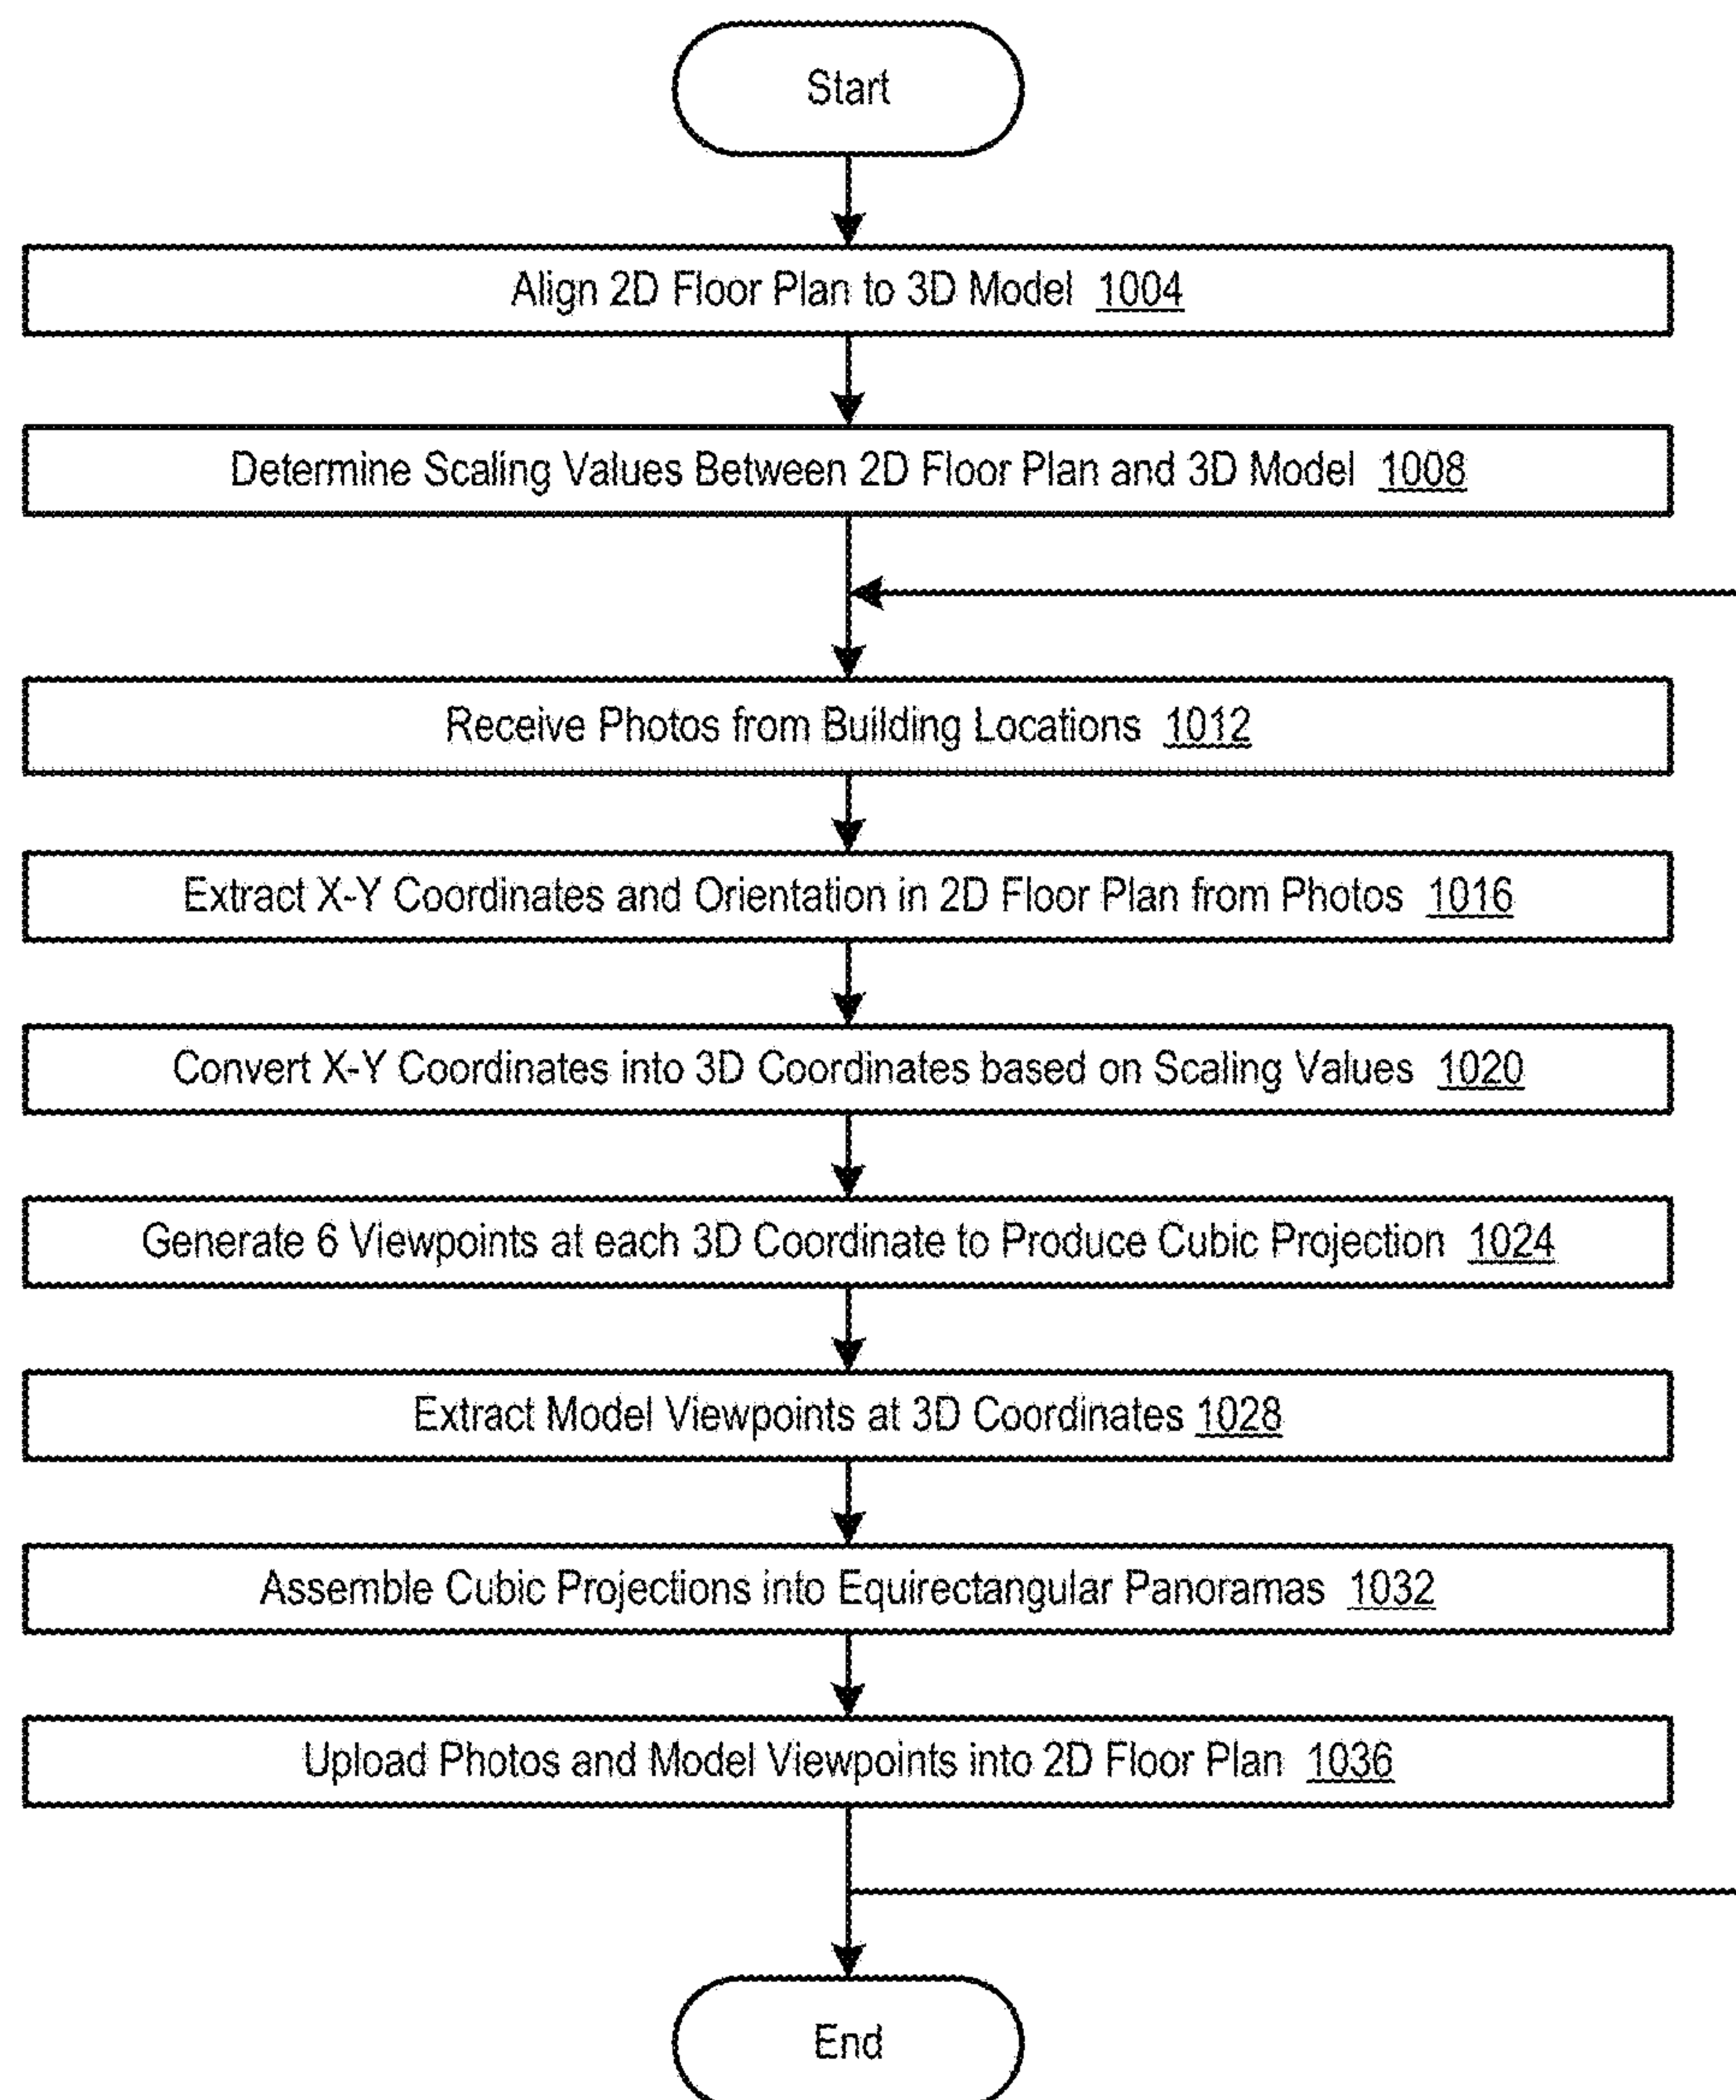 Start
Align 2D Floor Plan to 3D Model 1004
Determine Scaling Values Between 2D Floor Plan and 3D Model 1008
Receive Photos from Building Locations 1012
Extract X-Y Coordinates and Orientation in 2D Floor Plan from Photos 1016
Convert X-Y Coordinates into 3D Coordinates based on Scaling Values 1020
Generate 6 Viewpoints at each 3D Coordinate to Produce Cubic Projection 1024
Extract Model Viewpoints at 3D Coordinates 1028
Assemble Cubic Projections into Equirectangular Panoramas 1032
Upload Photos and Model Viewpoints into 2D Floor Plan 1036
End